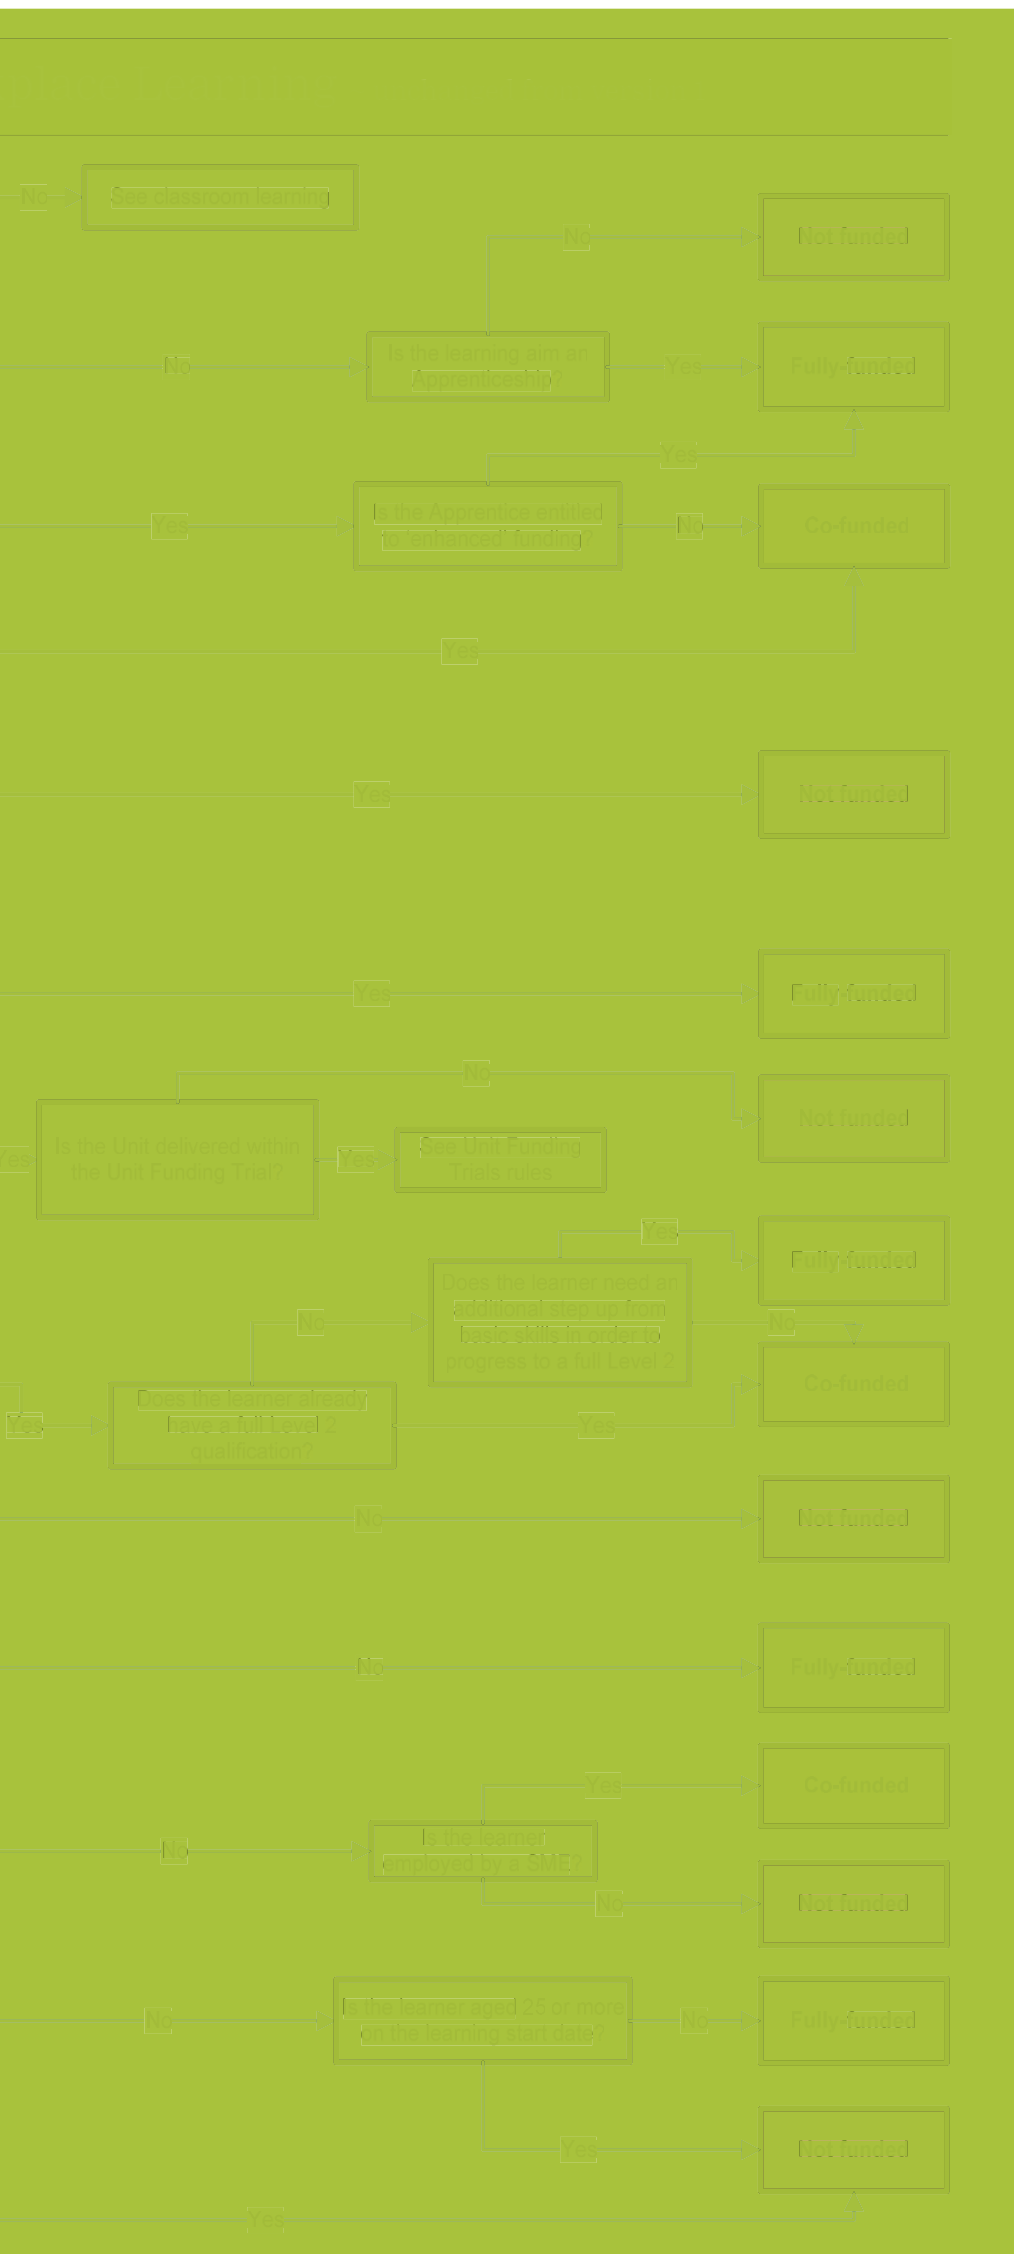 No
See classroom learning
No
Not funded
Is the learning aim an
Apprenticeship?
No
Yes
Fully-funded
Yes
Is the Apprentice entitled
to 'enhanced' funding?
Yes
No
Co-funded
Yes
Yes
Not funded
Yes
Fully-funded
No
Not funded
Yes
Is the Unit delivered within
the Unit Funding Trial?
Yes
See Unit Funding
Trials rules
Yes
Fully-funded
Does the learner need an
additional step up from
basic skills in order to
progress to a full Level 2
No
No
Co-funded
Yes
Does the learner already
have a full Level 2
qualification?
Yes
No
Not funded
No
Fully-funded
Yes
Co-funded
No
Is the learner
employed by a SME?
No
Not funded
No
Is the learner aged 25 or more
on the learning start date?
No
Fully-funded
Yes
Not funded
Yes